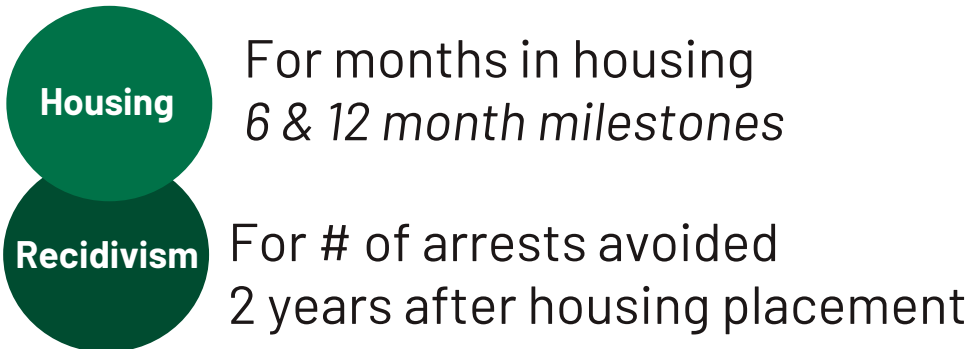 Housing
For months in housing
6 & 12 month milestones
Recidivism
For # of arrests avoided
2 years after housing placement